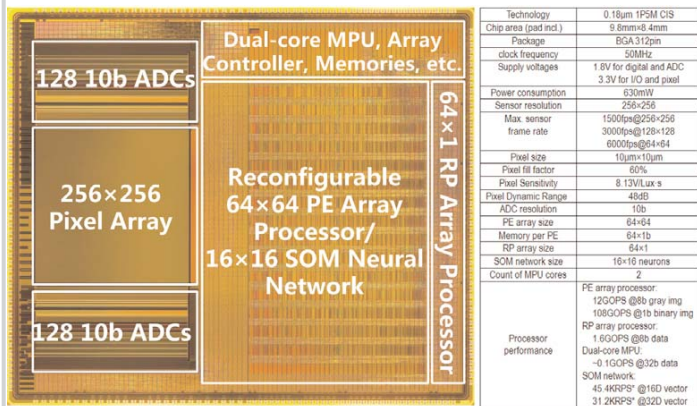 Dual-core MPU, Array
Controller, Memories, etc.
128 10b ADCs
256×256
Pixel Array
128 10b ADCs
Reconfigurable
64×64 PE Array
Processor/
16×16 SOM Neural
Network
64×1 RP Array Processor
Technology 0.18μm 1P5M CIS
Chip area (pad incl.) 9.8mm×8.4mm
Package BGA 312pin
clock frequency 50MHz
Supply voltages 1.8V for digital and ADC
3.3V for I/O and pixel
Power consumption 630mW
Sensor resolution 256×256
Max. sensor 1500fps@256×256
frame rate 3000fps@128×128
6000fps@64×64
Pixel size 10μm×10μm
Pixel fill factor 60%
Pixel Sensitivity 8.13V/Lux·s
Pixel Dynamic Range 48dB
ADC resolution 10b
PE array size 64×64
Memory per PE 64×1b
RP array size 64×1
SOM network size 16×16 neurons
Count of MPU cores 2
Processor
performance
PE array processor:
12GOPS @8b gray img
108GOPS @1b binary img
RP array processor:
1.6GOPS @8b data
Dual-core MPU:
~0.1GOPS @32b data
SOM network:
45.4KRPS* @16D vector
31.2KRPS* @32D vector